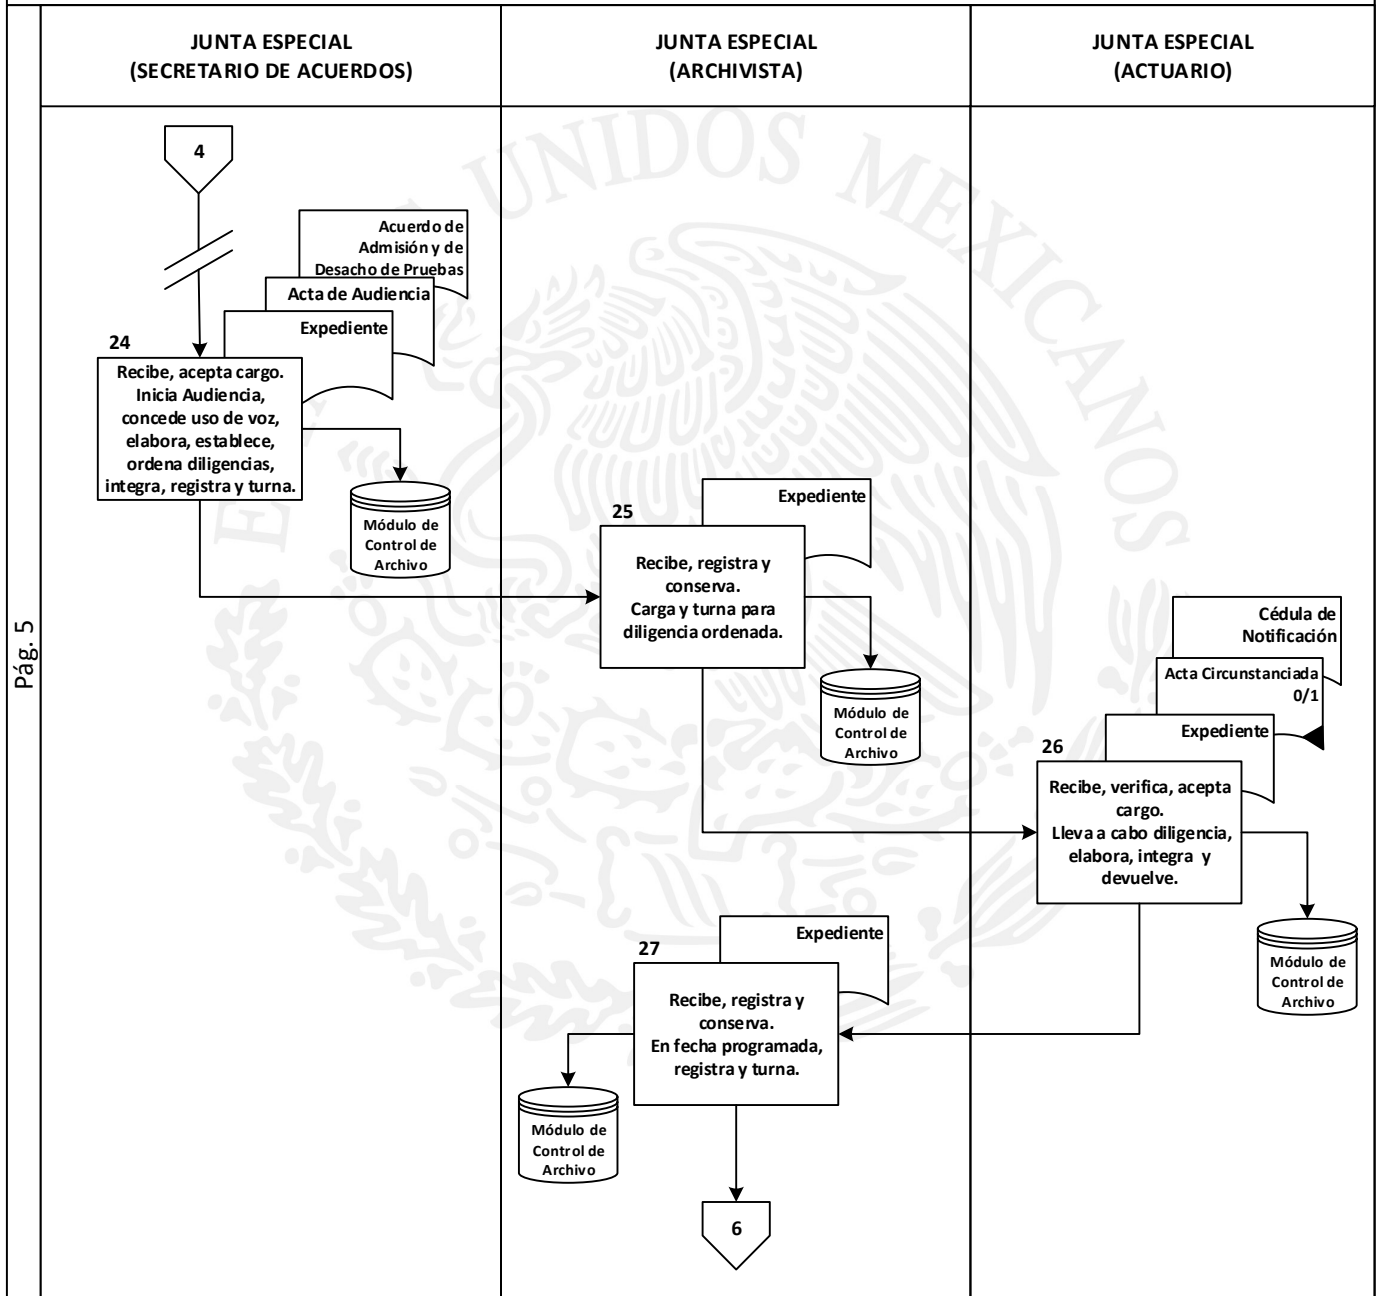 JUNTA ESPECIAL
(SECRETARIO DE ACUERDOS)
JUNTA ESPECIAL
(ARCHIVISTA)
JUNTA ESPECIAL
(ACTUARIO)
Pág. 5
4
Acuerdo de
Admisión y de
Desacho de Pruebas
Acta de Audiencia
Expediente
24
Recibe, acepta cargo.
Inicia Audiencia,
concede uso de voz,
elabora, establece,
ordena diligencias,
integra, registra y turna.
Módulo de
Control de
Archivo
Expediente
25
Recibe, registra y
conserva.
Carga y turna para
diligencia ordenada.
Módulo de
Control de
Archivo
Cédula de
Notificación
Acta Circunstanciada
0/1
Expediente
26
Recibe, verifica, acepta
cargo.
Lleva a cabo diligencia,
elabora, integra y
devuelve.
Módulo de
Control de
Archivo
Expediente
27
Recibe, registra y
conserva.
En fecha programada,
registra y turna.
Módulo de
Control de
Archivo
6
UNIDOS MEXICANOS